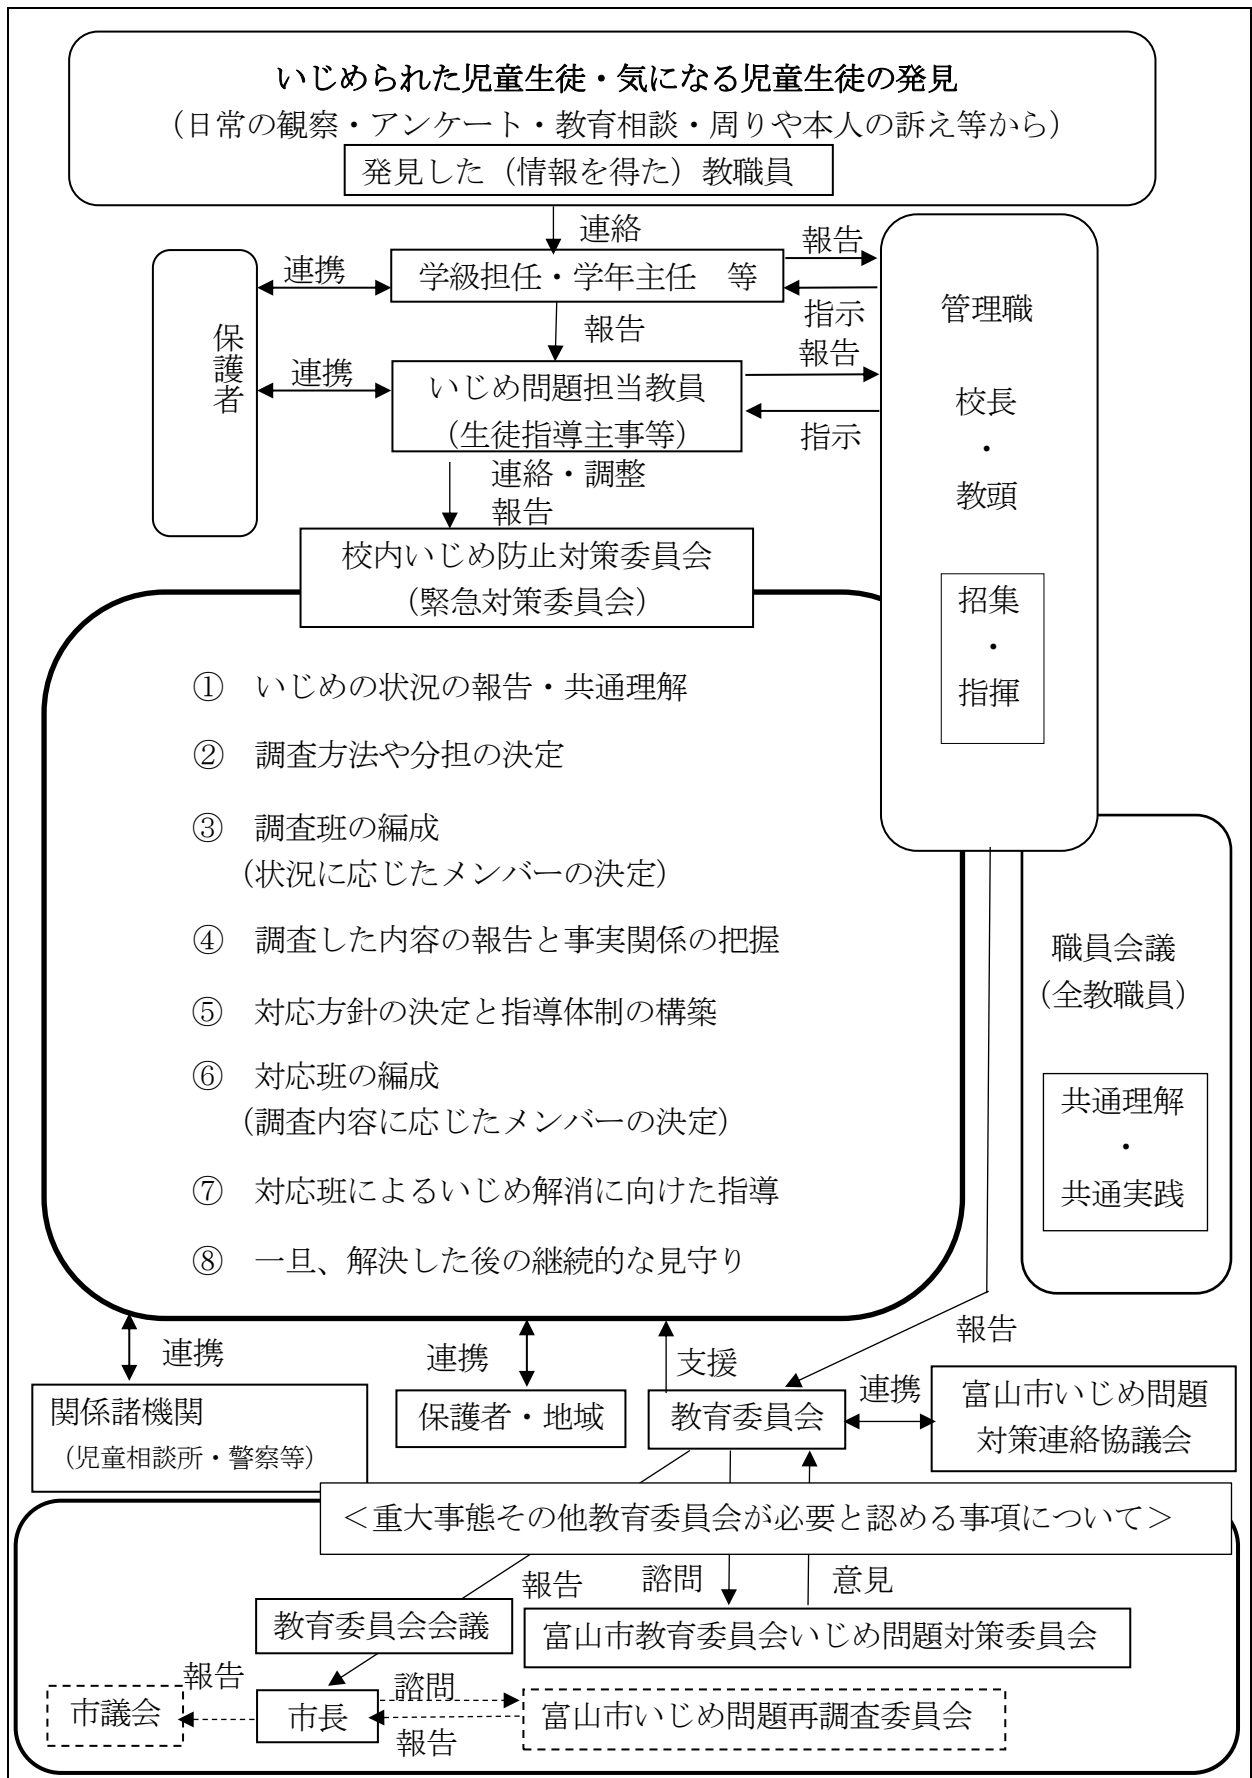 いじめられた児童生徒・気になる児童生徒の発見
（日常の観察・アンケート・教育相談・周りや本人の訴え等から）
発見した（情報を得た）教職員
連絡
学級担任・学年主任　等
連携
報告
指示
報告
保護者
連携
いじめ問題担当教員
（生徒指導主事等）
報告
指示
管理職
校長
・
教頭
招集
・
指揮
連絡・調整
報告
校内いじめ防止対策委員会
（緊急対策委員会）
①　いじめの状況の報告・共通理解
②　調査方法や分担の決定
③　調査班の編成
（状況に応じたメンバーの決定）
④　調査した内容の報告と事実関係の把握
⑤　対応方針の決定と指導体制の構築
⑥　対応班の編成
（調査内容に応じたメンバーの決定）
⑦　対応班によるいじめ解消に向けた指導
⑧　一旦、解決した後の継続的な見守り
職員会議
（全教職員）
共通理解
・
共通実践
連携
連携
支援
報告
関係諸機関
（児童相談所・警察等）
保護者・地域
教育委員会
連携
富山市いじめ問題
対策連絡協議会
＜重大事態その他教育委員会が必要と認める事項について＞
報告
諮問
意見
教育委員会会議
富山市教育委員会いじめ問題対策委員会
報告
市議会
市長
諮問
報告
富山市いじめ問題再調査委員会